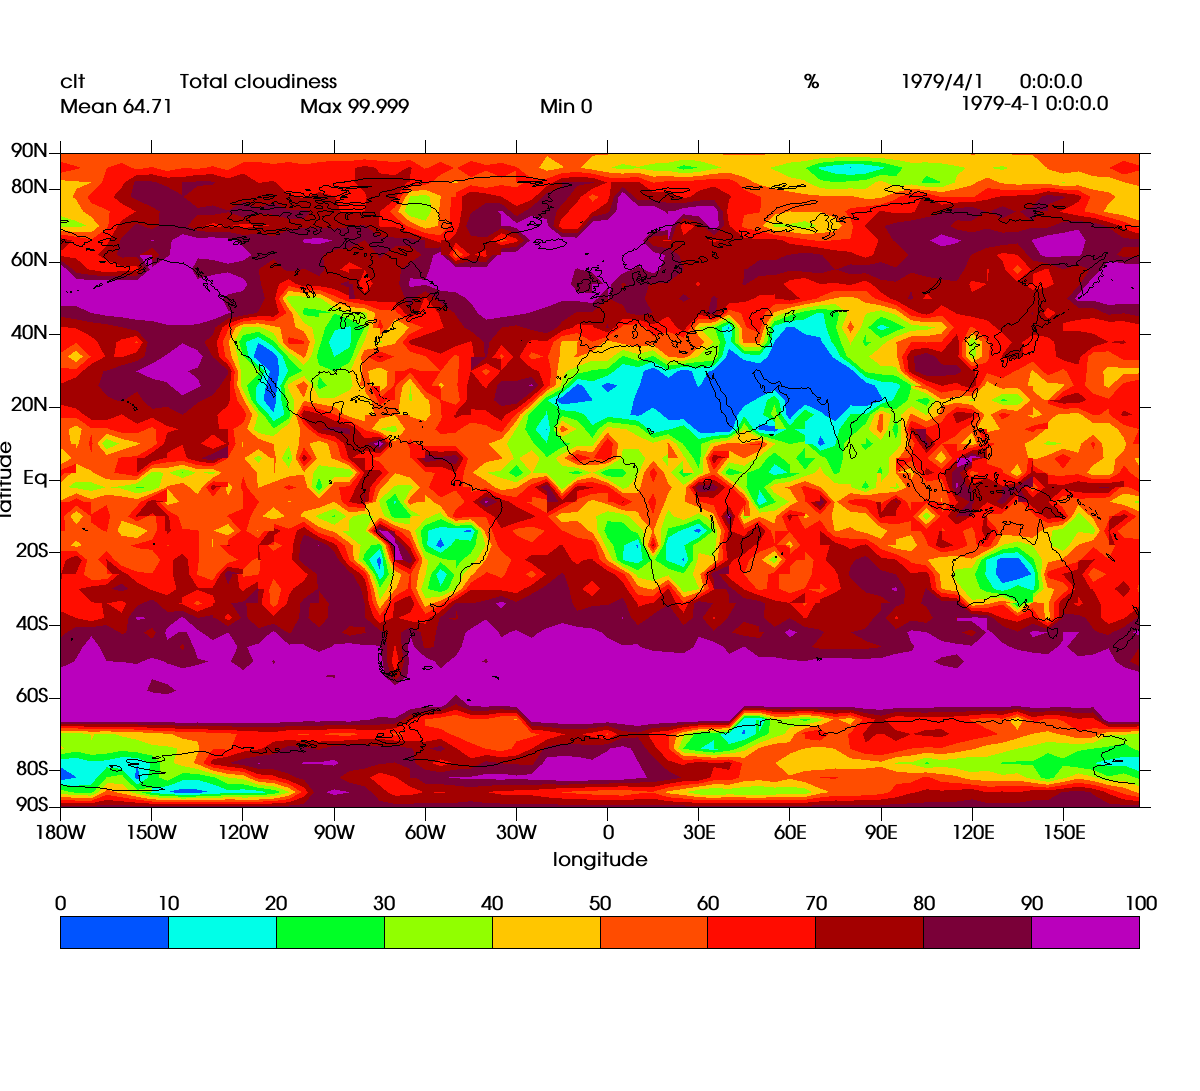 clt Total cloudiness % 1979/4/1 0:0:0.0
Mean 64.71 Max 99.999 Min 0 1979-4-1 0:0:0.0
90N
80N
60N
40N
20N
Eq
20S
40S
60S
80S
90S
latitude
180W 150W 120W 90W 60W 30W 0 30E 60E 90E 120E 150E
longitude
0 10 20 30 40 50 60 70 80 90 100